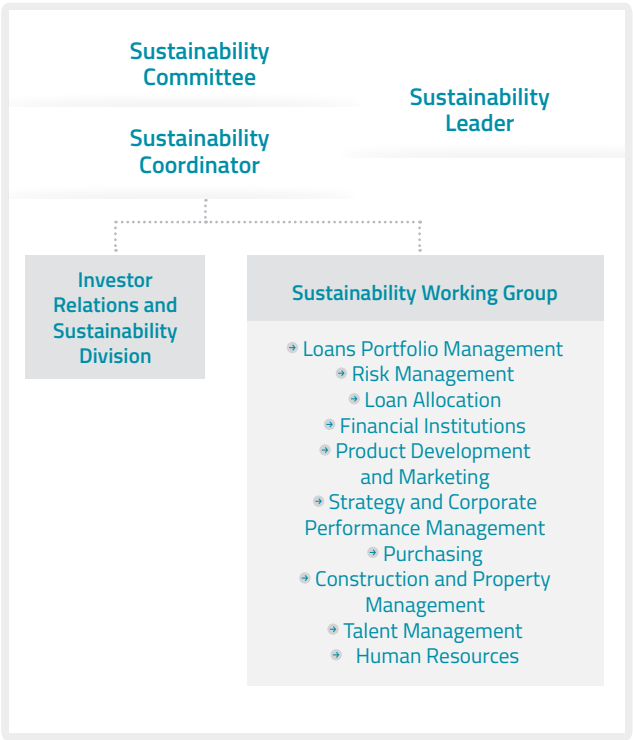 Sustainability
Committee
Sustainability
Leader
Sustainability
Coordinator
Investor
Relations and
Sustainability
Division
Sustainability Working Group
Loans Portfolio Management
Risk Management
Loan Allocation
Financial Institutions
Product Development
and Marketing
Strategy and Corporate
Performance Management
Purchasing
Construction and Property
Management
Talent Management
Human Resources